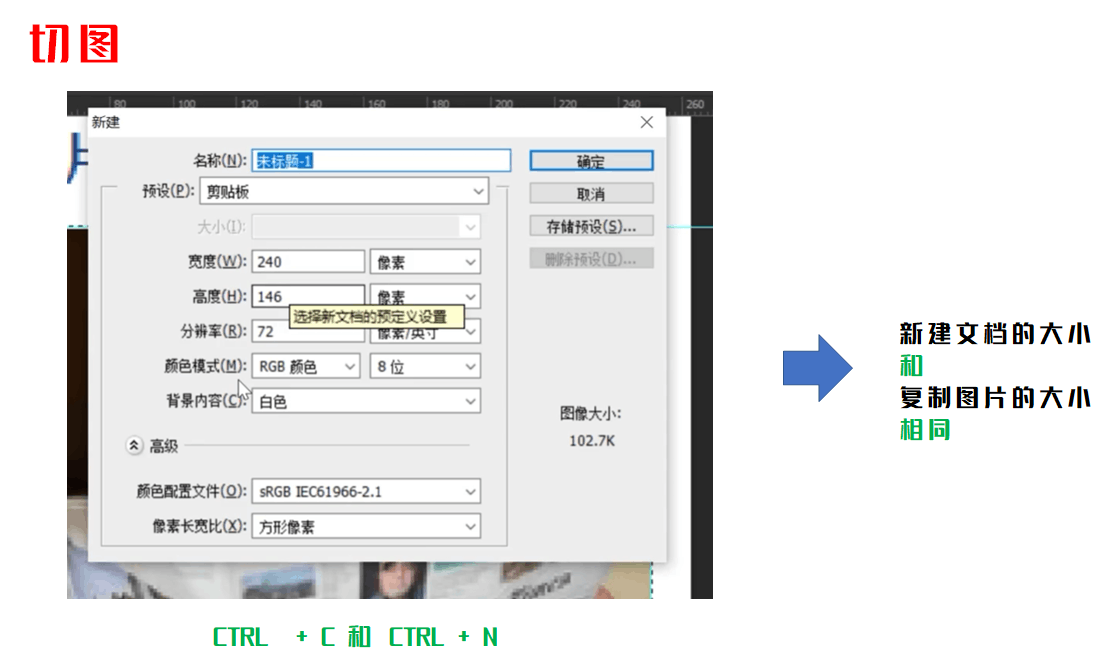 切图
80 100 120 140 160 180 200 220 240 260
新建
名称(N): 未标题-1
确定
预设(P): 剪贴板
取消
大小(I):
存储预设(S)...
宽度(W): 240 像素
删除预设(D)...
高度(H): 146 像素
选择新文档的预定义设置
分辨率(R): 72 像素/英寸
颜色模式(M): RGB 颜色 8 位
背景内容(C): 白色
图像大小:
102.7K
高级
颜色配置文件(O): sRGB IEC61966-2.1
像素长宽比(X): 方形像素
新建文档的大小
和
复制图片的大小
相同
CTRL + C 和 CTRL + N